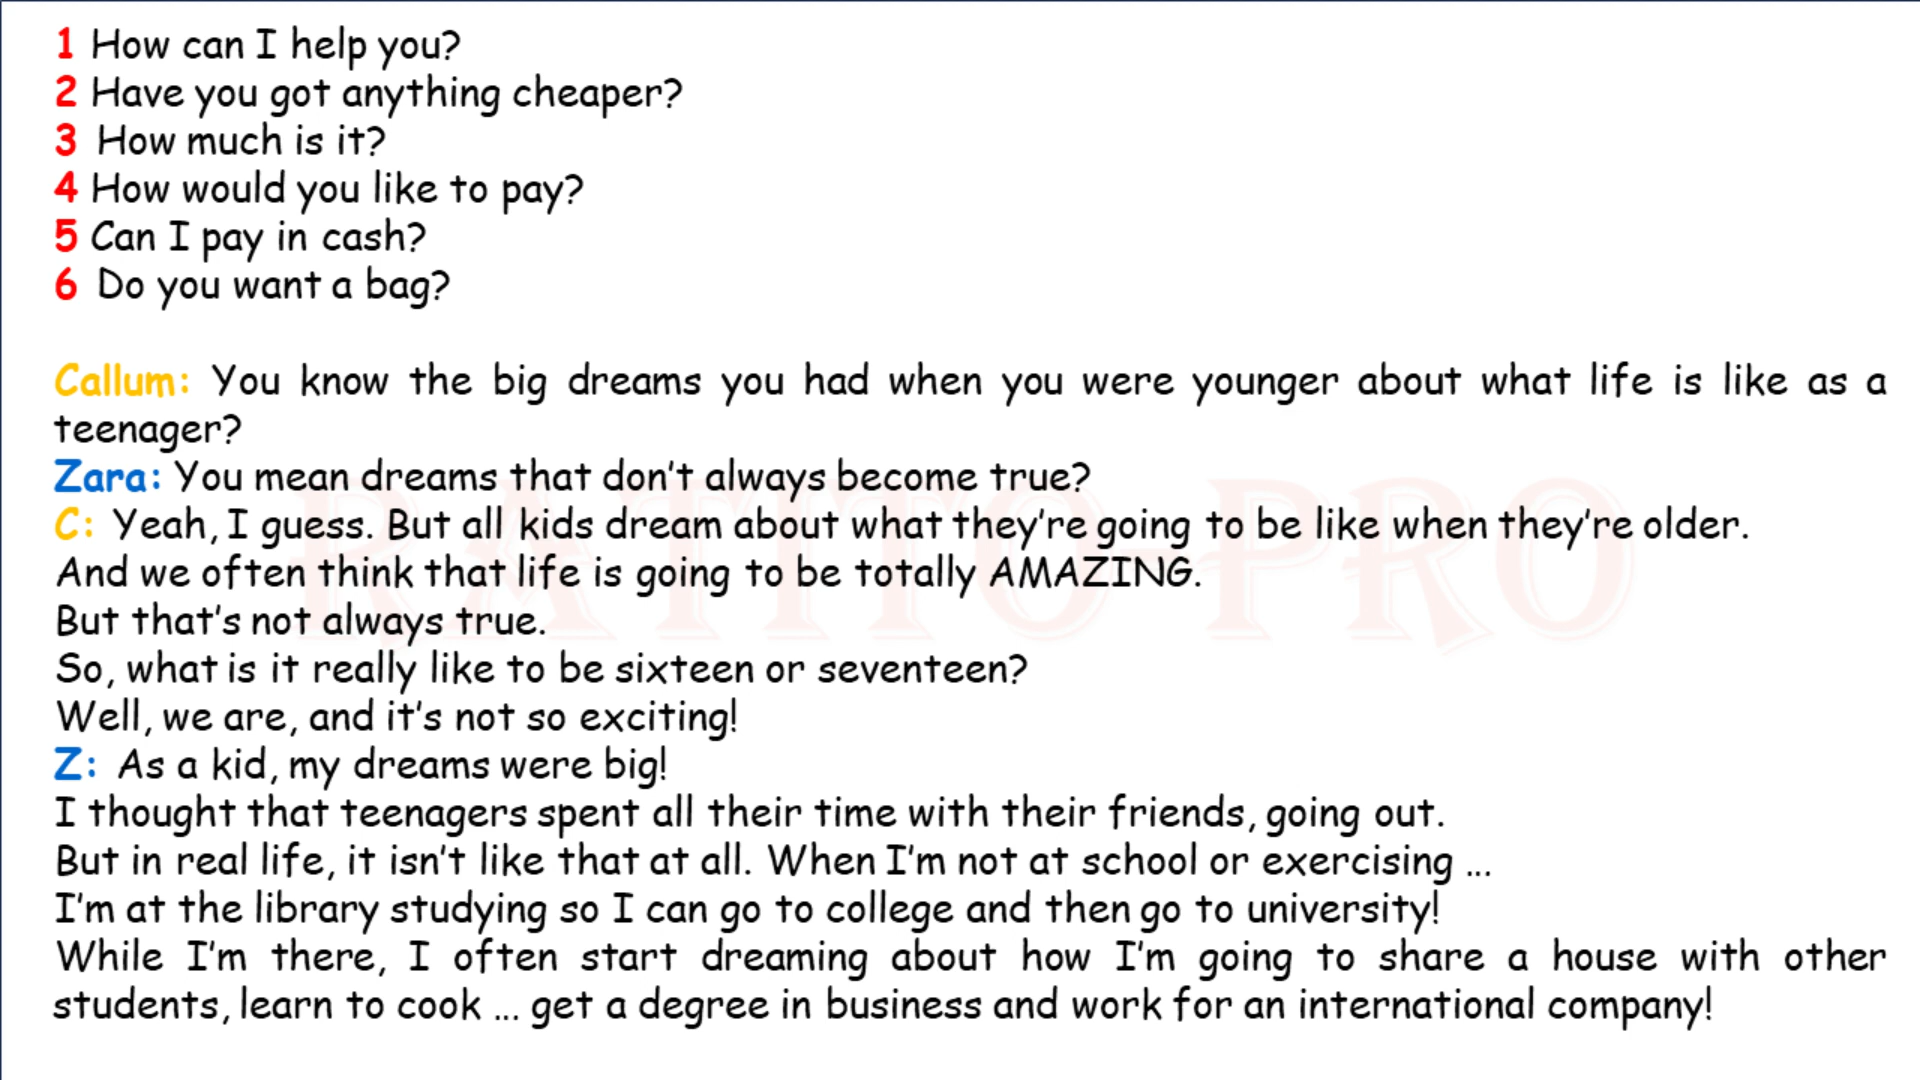 1 How can I help you?
2 Have you got anything cheaper?
3 How much is it?
4 How would you like to pay?
5 Can I pay in cash?
6 Do you want a bag?
Callum: You know the big dreams you had when you were younger about what life is like as a
teenager?
Zara: You mean dreams that don't always become true?
C: Yeah, I guess. But all kids dream about what they're going to be like when they're older.
And we often think that life is going to be totally AMAZING.
RATITO-PRO
But that's not always true.
So, what is it really like to be sixteen or seventeen?
Well, we are, and it's not so exciting!
Z: As a kid, my dreams were big!
I thought that teenagers spent all their time with their friends, going out.
But in real life, it isn't like that at all. When I'm not at school or exercising ...
I'm at the library studying so I can go to college and then go to university!
While I'm there, I often start dreaming about how I'm going to share a house with other
students, learn to cook ... get a degree in business and work for an international company!